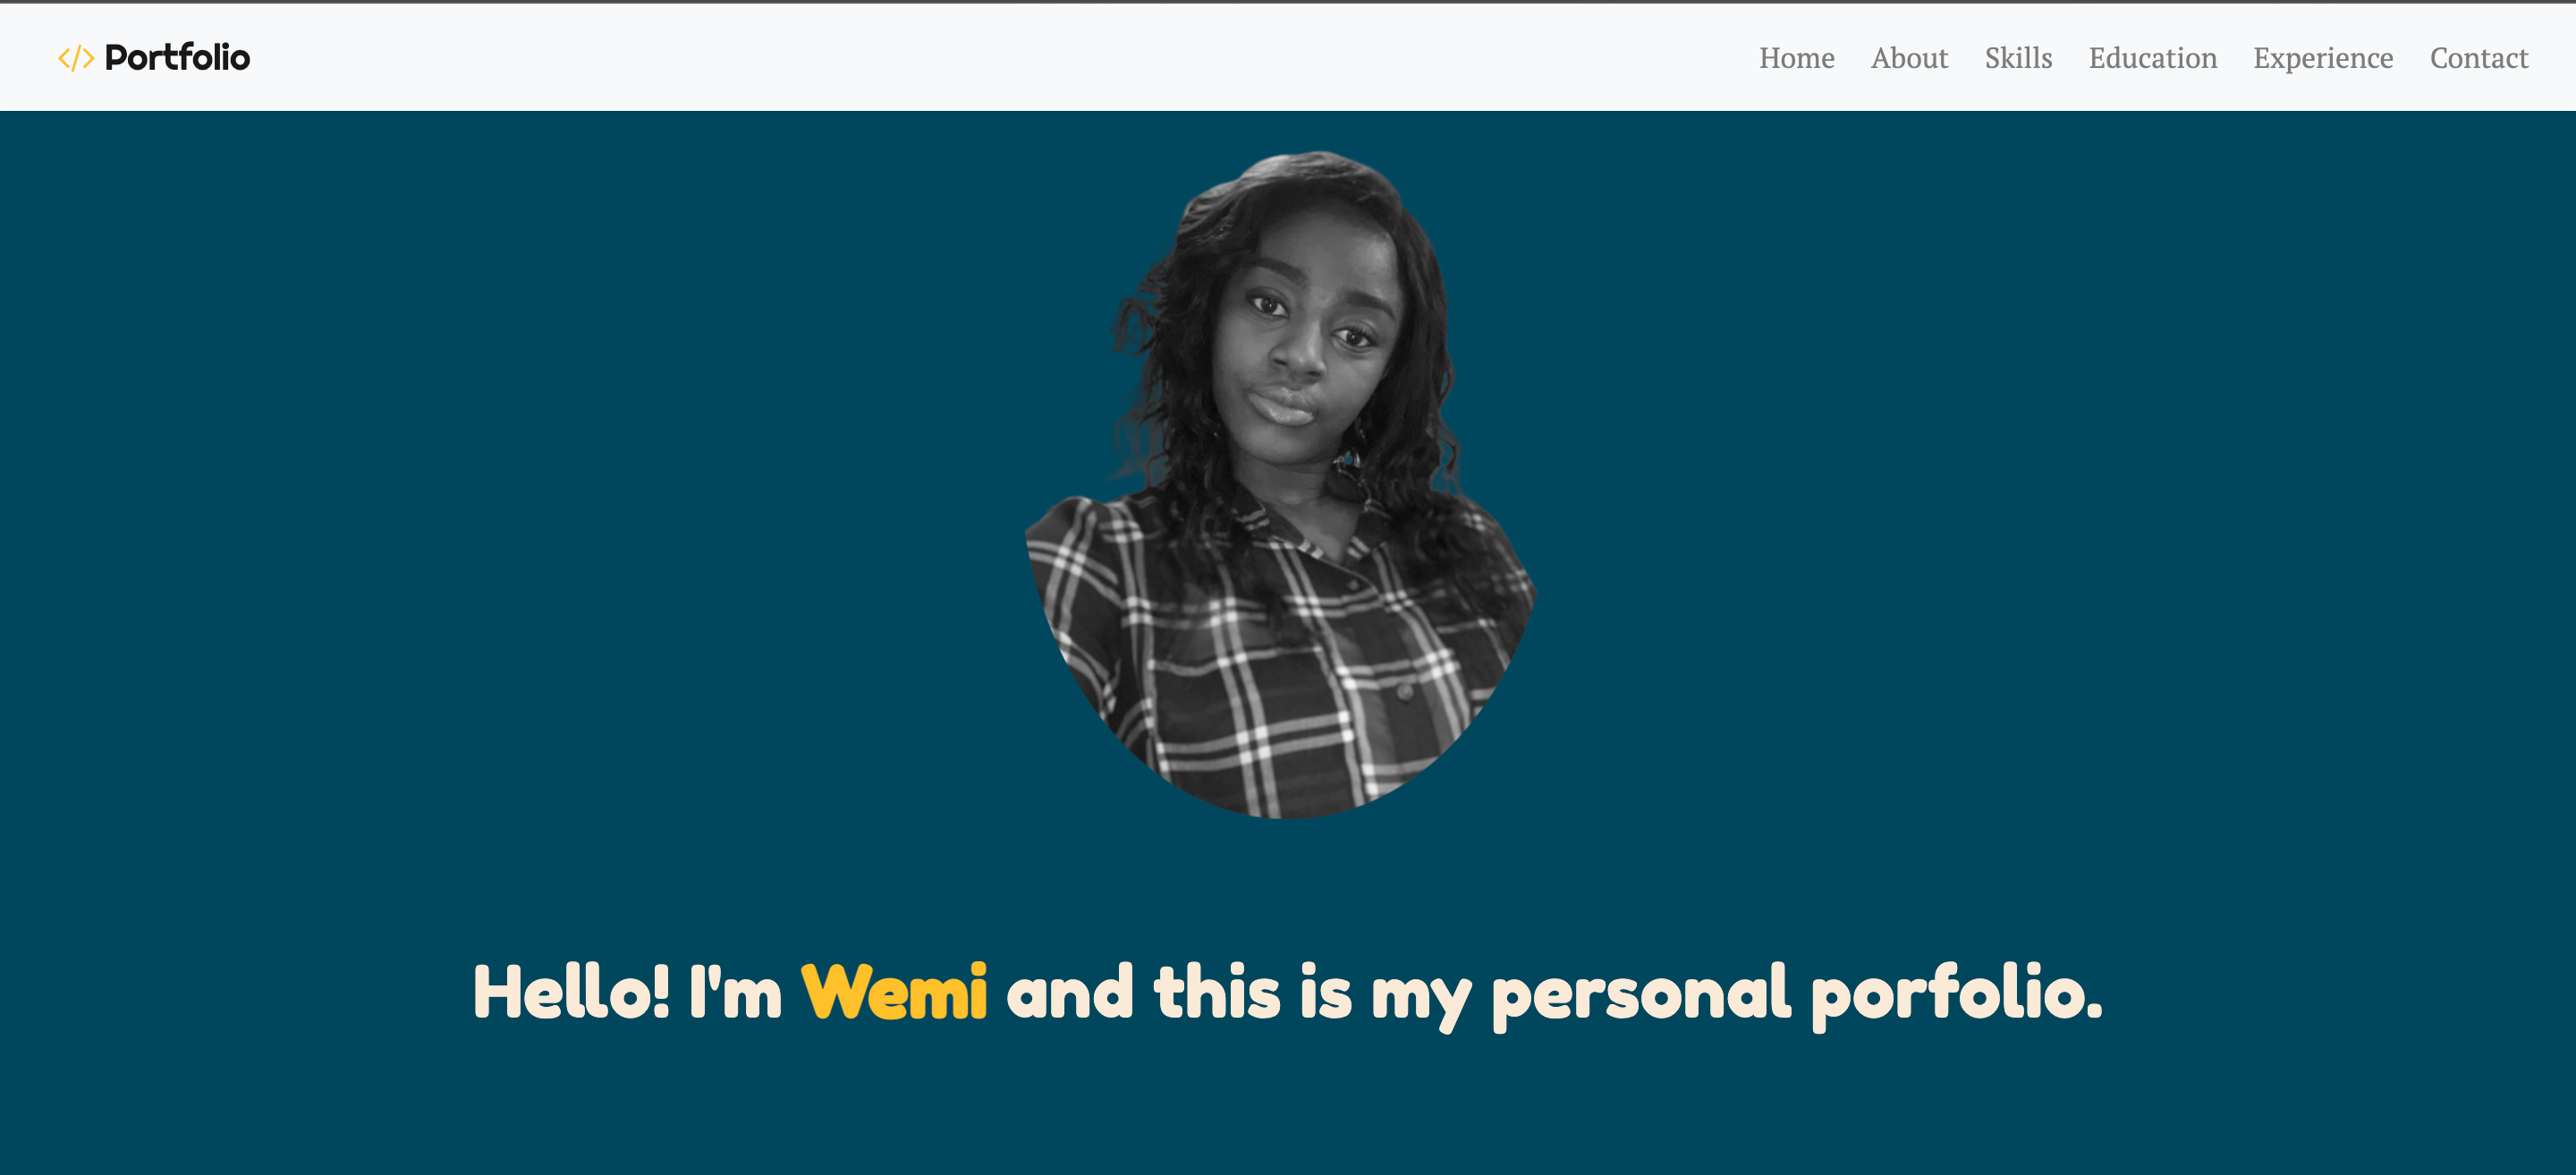 </> Portfolio
Home About Skills Education Experience Contact
Hello! I'm Wemi and this is my personal porfolio.